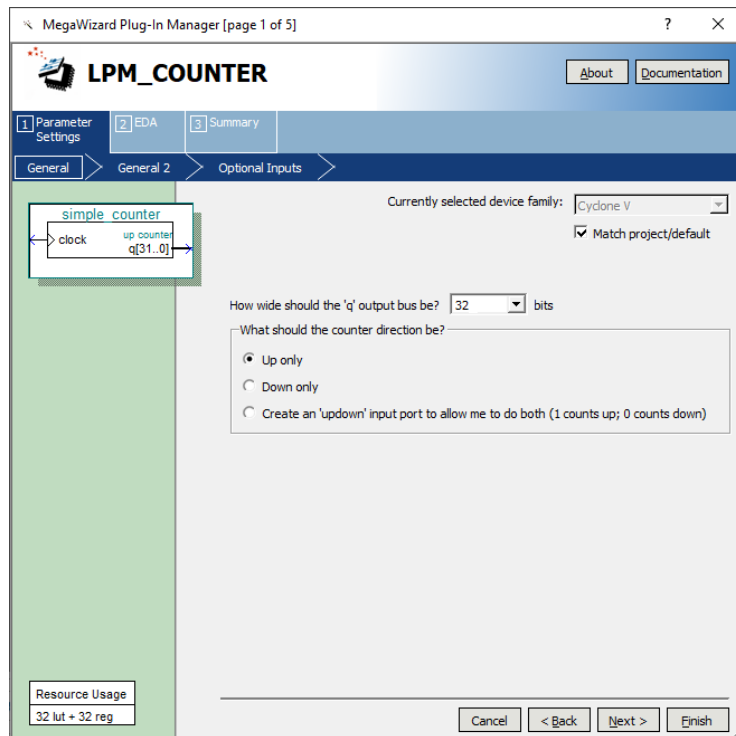 MegaWizard Plug-In Manager [page 1 of 5]
? X
LPM_COUNTER
About
Documentation
1 Parameter Settings
2 EDA
3 Summary
General
General 2
Optional Inputs
Currently selected device family:
Cyclone V
Match project/default
simple_counter
up counter
clock
q[31..0]
How wide should the 'q' output bus be?
32
bits
What should the counter direction be?
Up only
Down only
Create an 'updown' input port to allow me to do both (1 counts up; 0 counts down)
Resource Usage
32 lut + 32 reg
Cancel
< Back
Next >
Finish